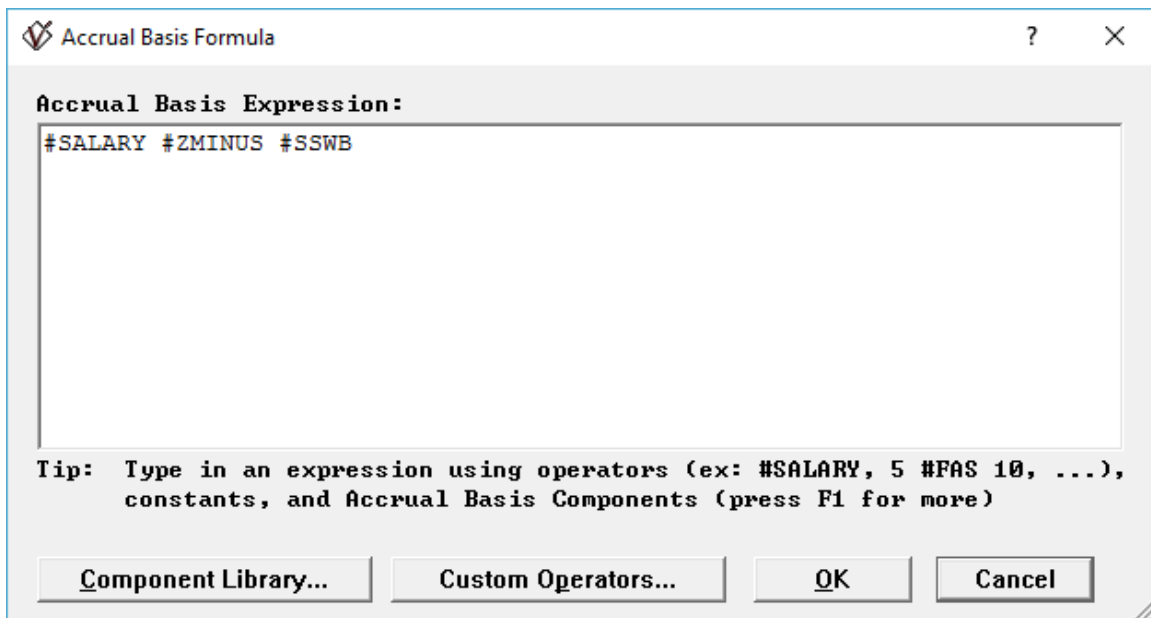 Accrual Basis Formula
?
Accrual Basis Expression:
#SALARY #ZMINUS #SSWB
Tip: Type in an expression using operators (ex: #SALARY, 5 #FAS 10, ...),
constants, and Accrual Basis Components (press F1 for more)
Component Library... Custom Operators... OK Cancel